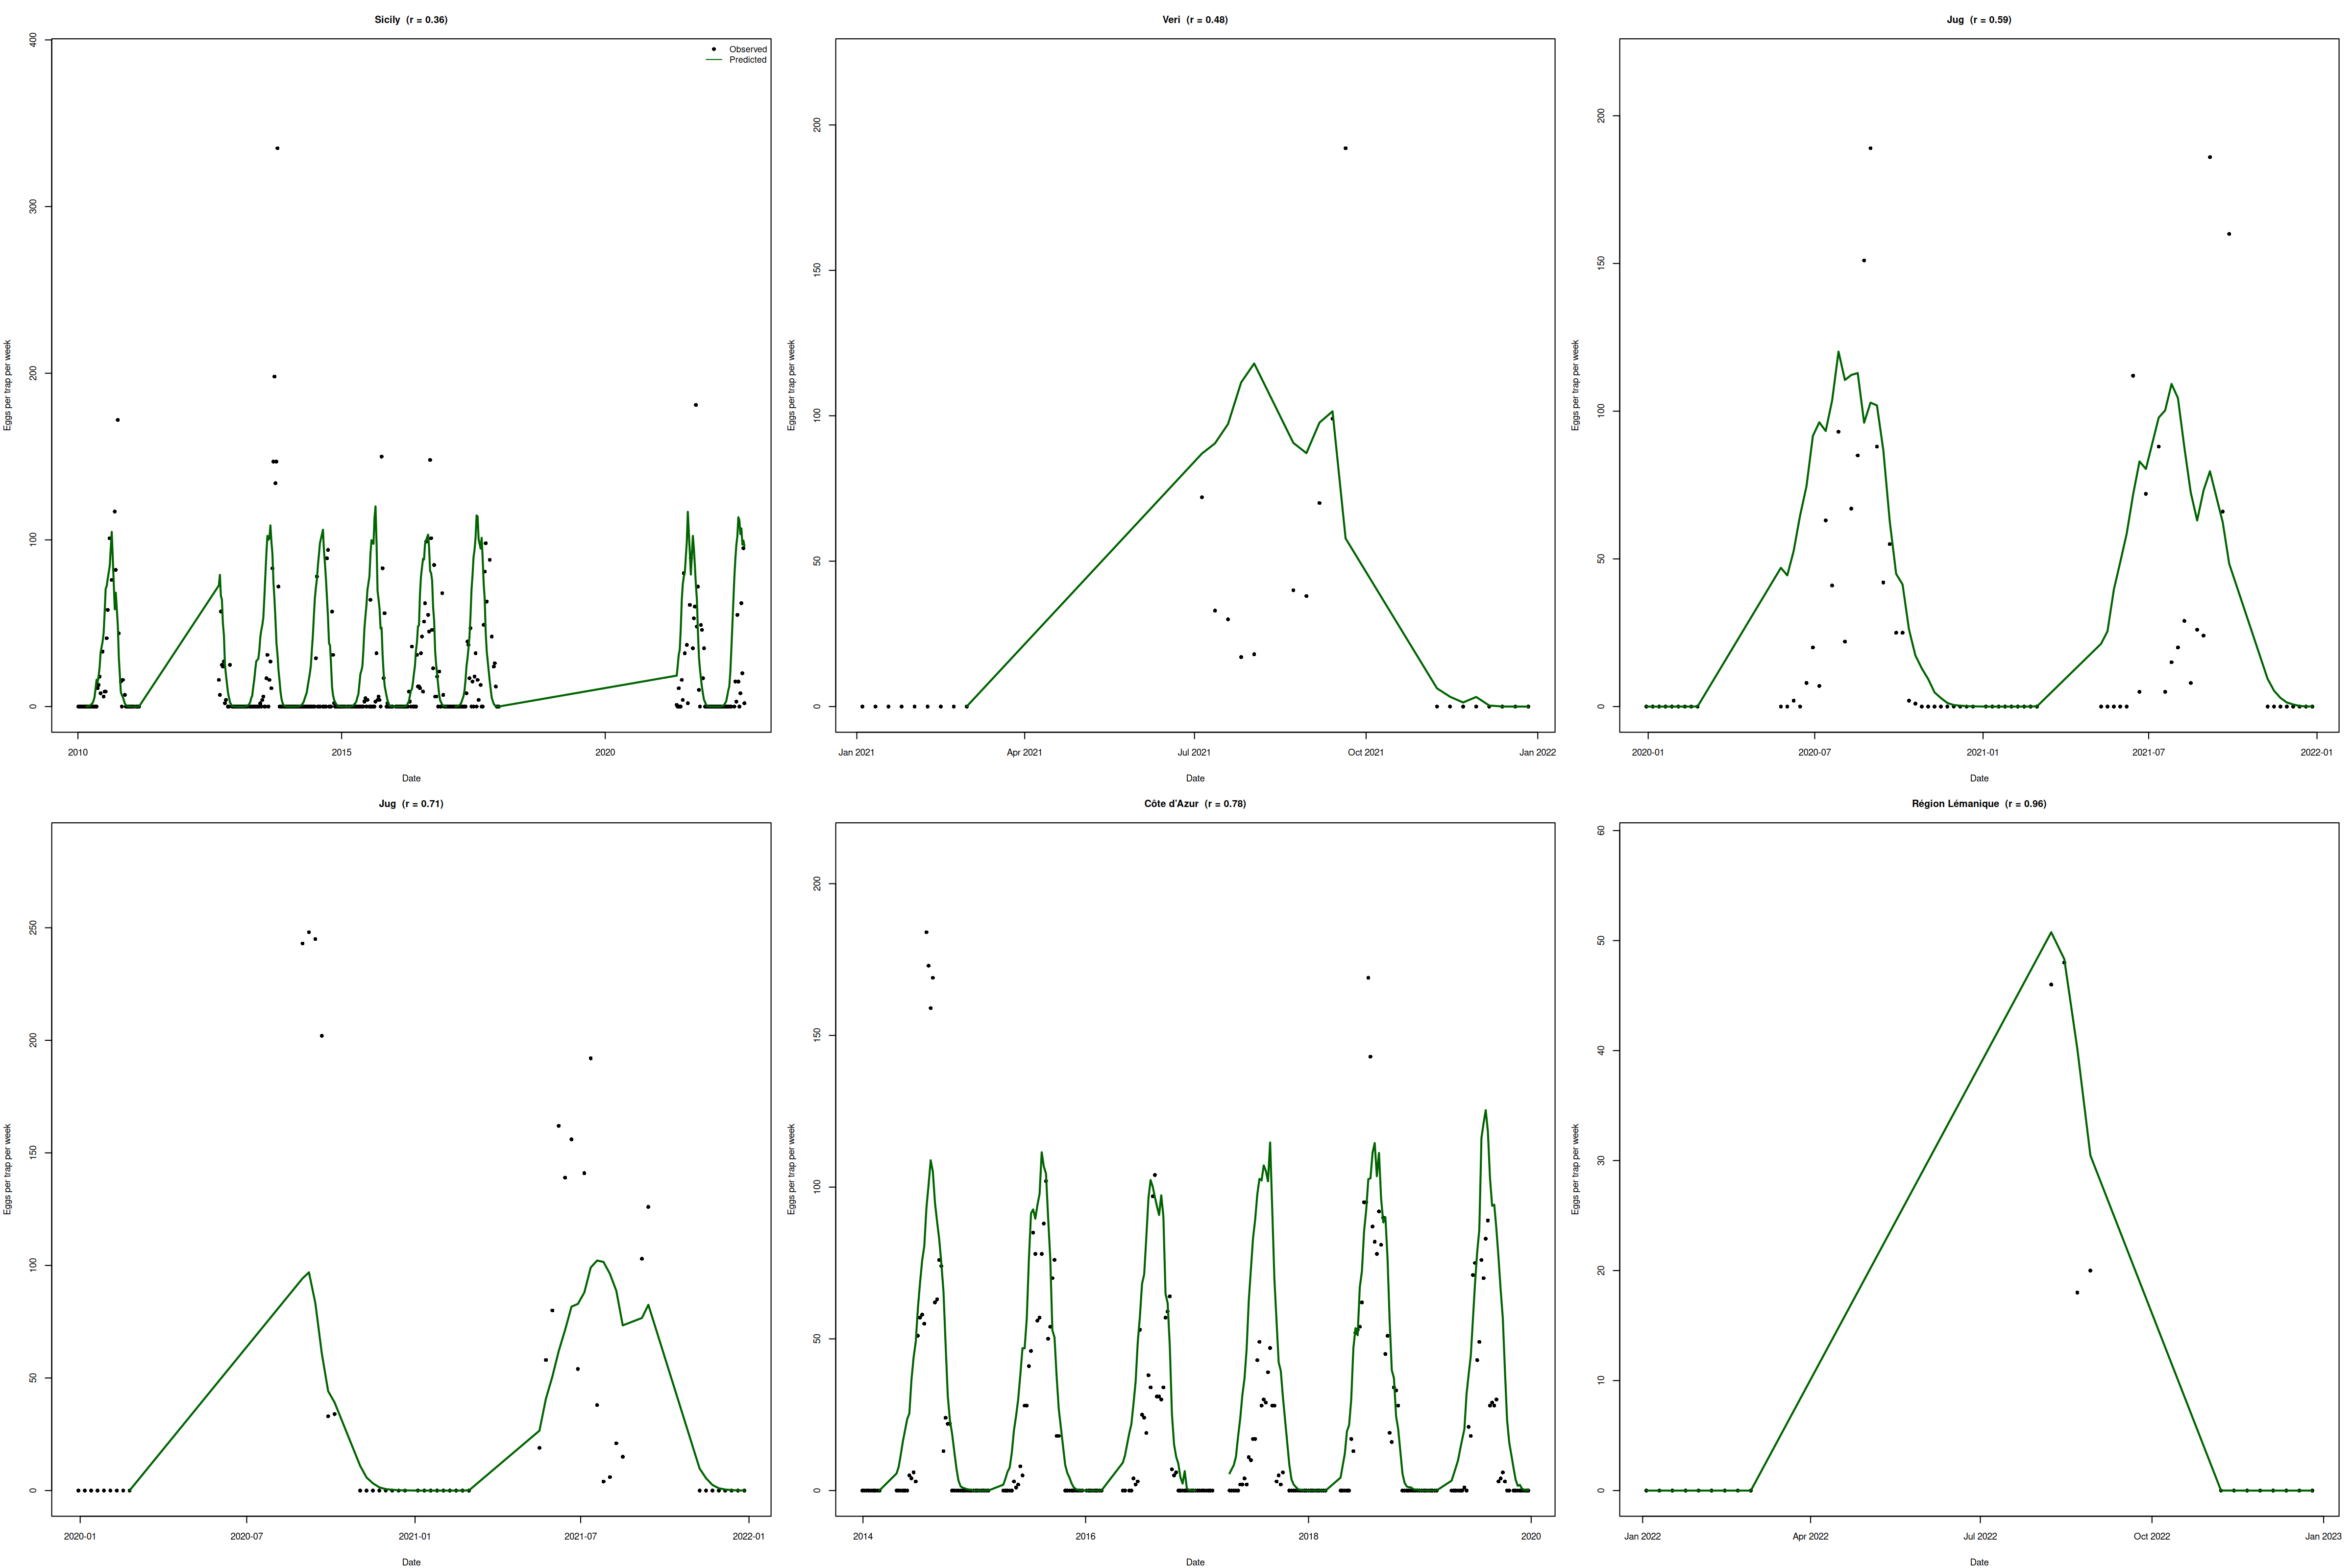 Sicily (r = 0.36)
Observed
Predicted
Eggs per trap per week
400
300
200
100
0
2010
2015
2020
Date
Veri (r = 0.48)
Eggs per trap per week
200
150
100
50
0
Jan 2021
Apr 2021
Jul 2021
Oct 2021
Jan 2022
Date
Jug (r = 0.59)
Eggs per trap per week
200
150
100
50
0
2020-01
2020-07
2021-01
2021-07
2022-01
Date
Jug (r = 0.71)
Eggs per trap per week
250
200
150
100
50
0
2020-01
2020-07
2021-01
2021-07
2022-01
Date
Côte d'Azur (r = 0.78)
Eggs per trap per week
200
150
100
50
0
2014
2016
2018
2020
Date
Région Lémanique (r = 0.96)
Eggs per trap per week
60
50
40
30
20
10
0
Jan 2022
Apr 2022
Jul 2022
Oct 2022
Jan 2023
Date